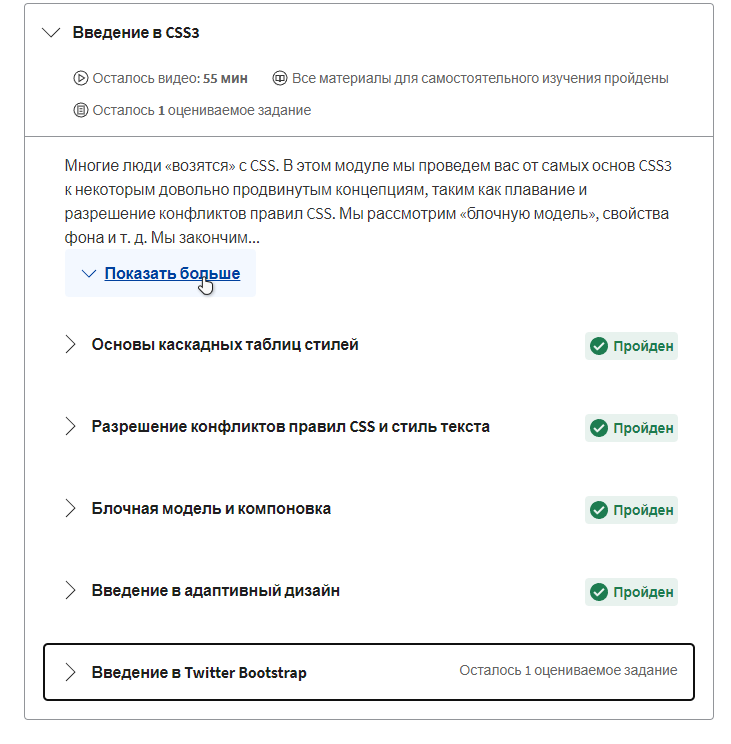 Введение в CSS3
Осталось видео: 55 мин
Все материалы для самостоятельного изучения пройдены
Осталось 1 оцениваемое задание
Многие люди «возятся» с CSS. В этом модуле мы проведем вас от самых основ CSS3
к некоторым довольно продвинутым концепциям, таким как плавание и
разрешение конфликтов правил CSS. Мы рассмотрим «блочную модель», свойства
фона и т. д. Мы закончим...
Показать больше
Основы каскадных таблиц стилей
Пройден
Разрешение конфликтов правил CSS и стиль текста
Пройден
Блочная модель и компоновка
Пройден
Введение в адаптивный дизайн
Пройден
Введение в Twitter Bootstrap
Осталось 1 оцениваемое задание